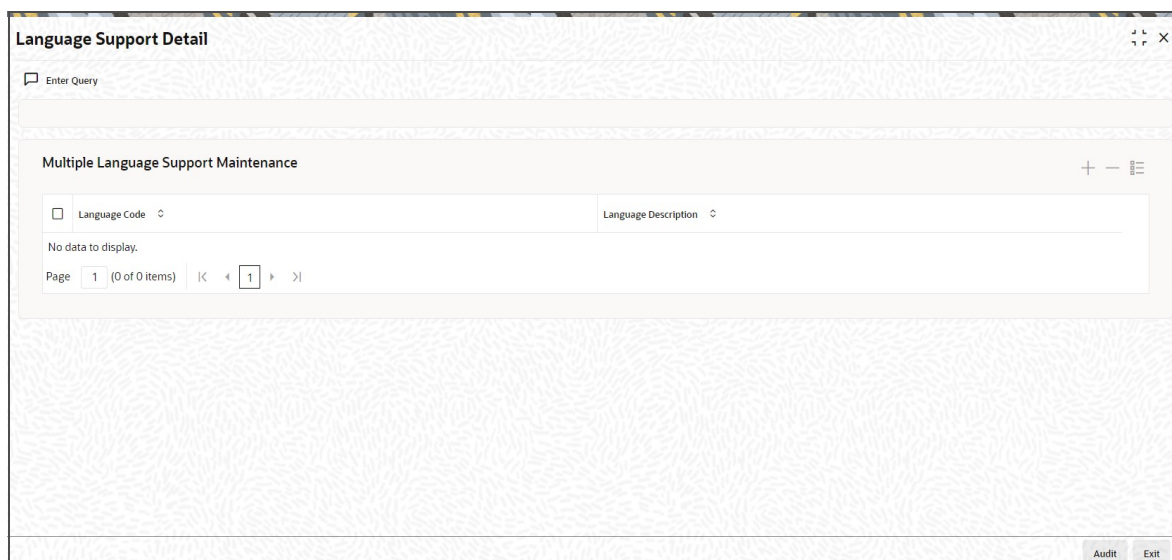 Language Support Detail
Enter Query
Multiple Language Support Maintenance
Language Code Language Description
No data to display.
Page 1 (0 of 0 items) 1
Audit Exit